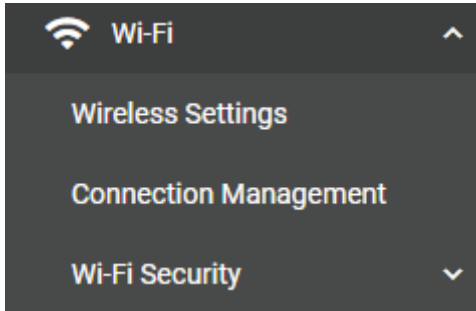 Wi-Fi
Wireless Settings
Connection Management
Wi-Fi Security